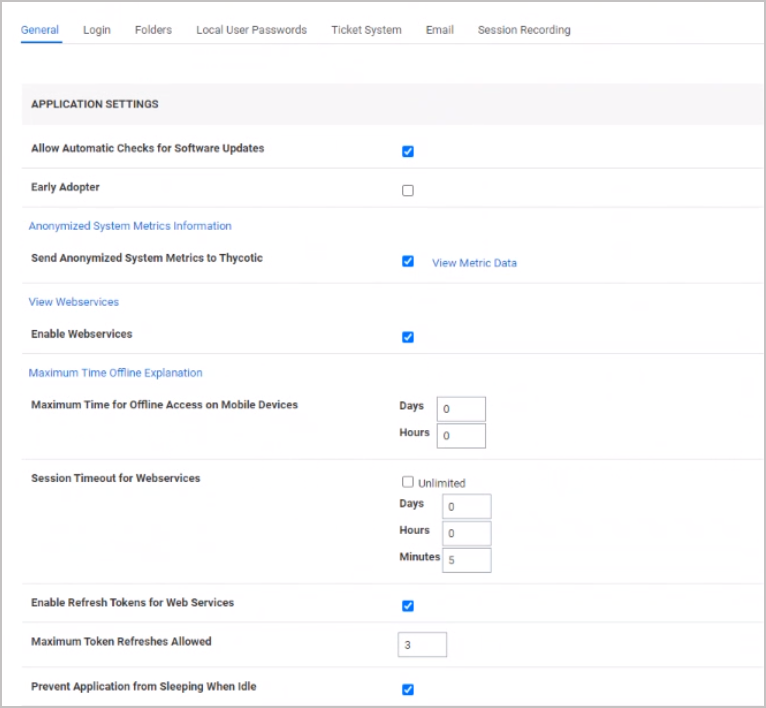 General Login Folders Local User Passwords Ticket System Email Session Recording
APPLICATION SETTINGS
Allow Automatic Checks for Software Updates
Early Adopter
Anonymized System Metrics Information
Send Anonymized System Metrics to Thycotic View Metric Data
View Webservices
Enable Webservices
Maximum Time Offline Explanation
Maximum Time for Offline Access on Mobile Devices Days 0
Hours 0
Session Timeout for Webservices Unlimited
Days 0
Hours 0
Minutes 5
Enable Refresh Tokens for Web Services
Maximum Token Refreshes Allowed 3
Prevent Application from Sleeping When Idle